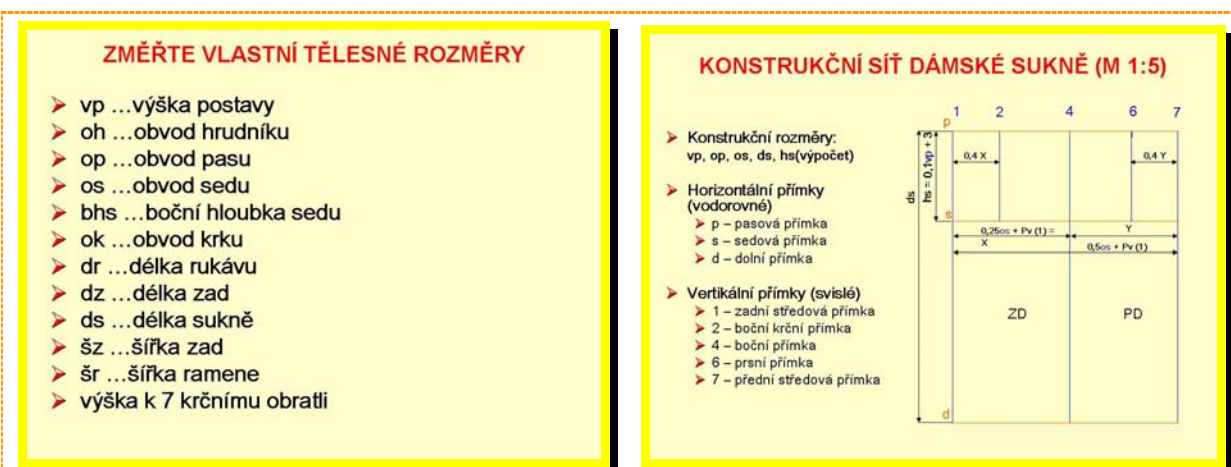 ZMĚŘTE VLASTNÍ TĚLESNÉ ROZMĚRY
vp …výška postavy
oh …obvod hrudníku
op …obvod pasu
os …obvod sedu
bhs …boční hloubka sedu
ok …obvod krku
dr …délka rukávu
dz …délka zad
ds …délka sukně
šz …šířka zad
šr …šířka ramene
výška k 7 krčnímu obratli
KONSTRUKČNÍ SÍŤ DÁMSKÉ SUKNĚ (M 1:5)
Konstrukční rozměry:
vp, op, os, ds, hs(výpočet)
Horizontální přímky
(vodorovné)
p – pasová přímka
s – sedová přímka
d – dolní přímka
Vertikální přímky (svislé)
1 – zadní středová přímka
2 – boční krční přímka
4 – boční přímka
6 – prsní přímka
7 – přední středová přímka
1 2 4 6 7
p
0,4 X
0,4 Y
hs = 0,1vp + 3
ds
s
0,25os + Pv (1) =
X
Y
0,5os + Pv (1)
ZD
PD
d